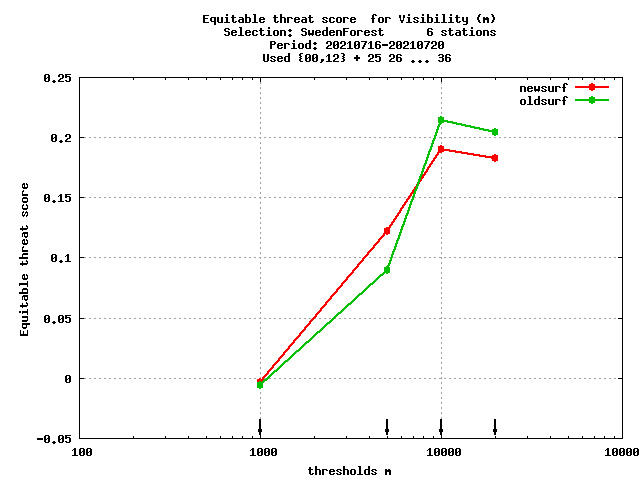 Equitable threat score  for Visibility (m)
Selection: SwedenForest      6 stations
Period: 20210716-20210720
Used {00,12} + 25 26 ... 36
newsurf
oldsurf
0.25
0.2
0.15
0.1
0.05
0
-0.05
Equitable threat score
100
1000
10000
10000
thresholds m